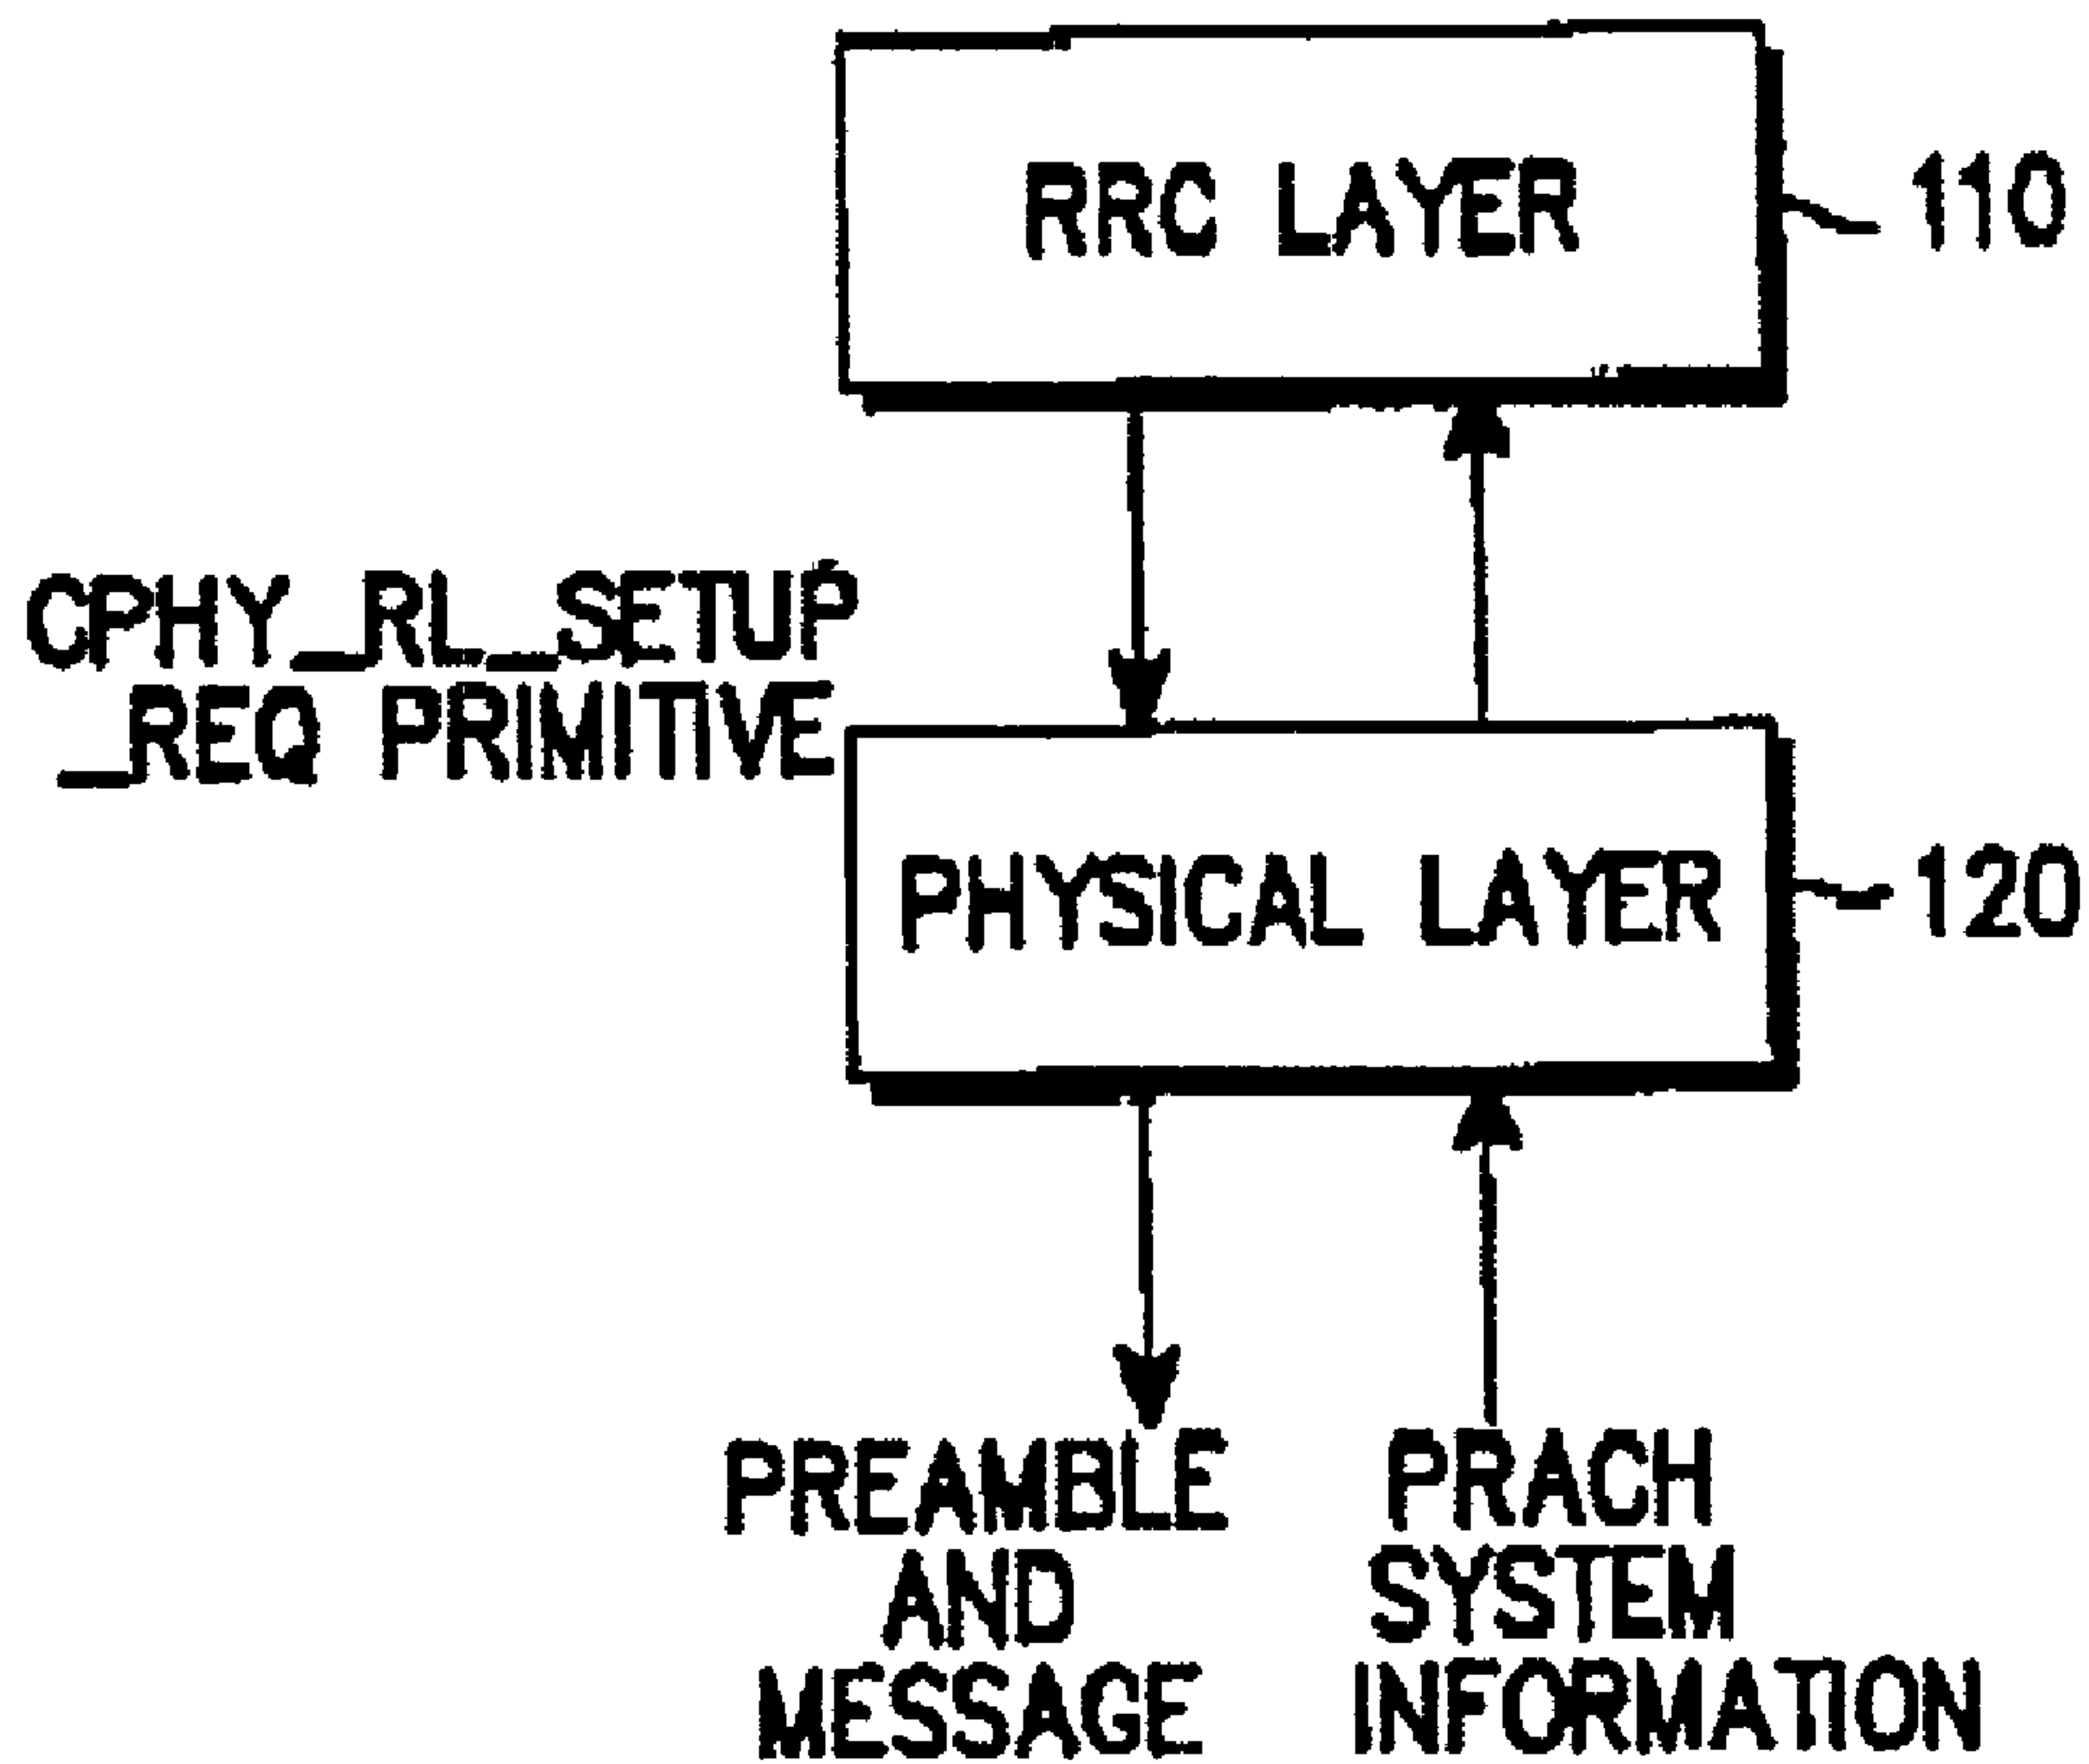 RRC LAYER
110
CPHY_RL_SETUP
_REQ PRIMITIVE
PHYSICAL LAYER
120
PREAMBLE
AND
MESSAGE
PRACH
SYSTEM
INFORMATION